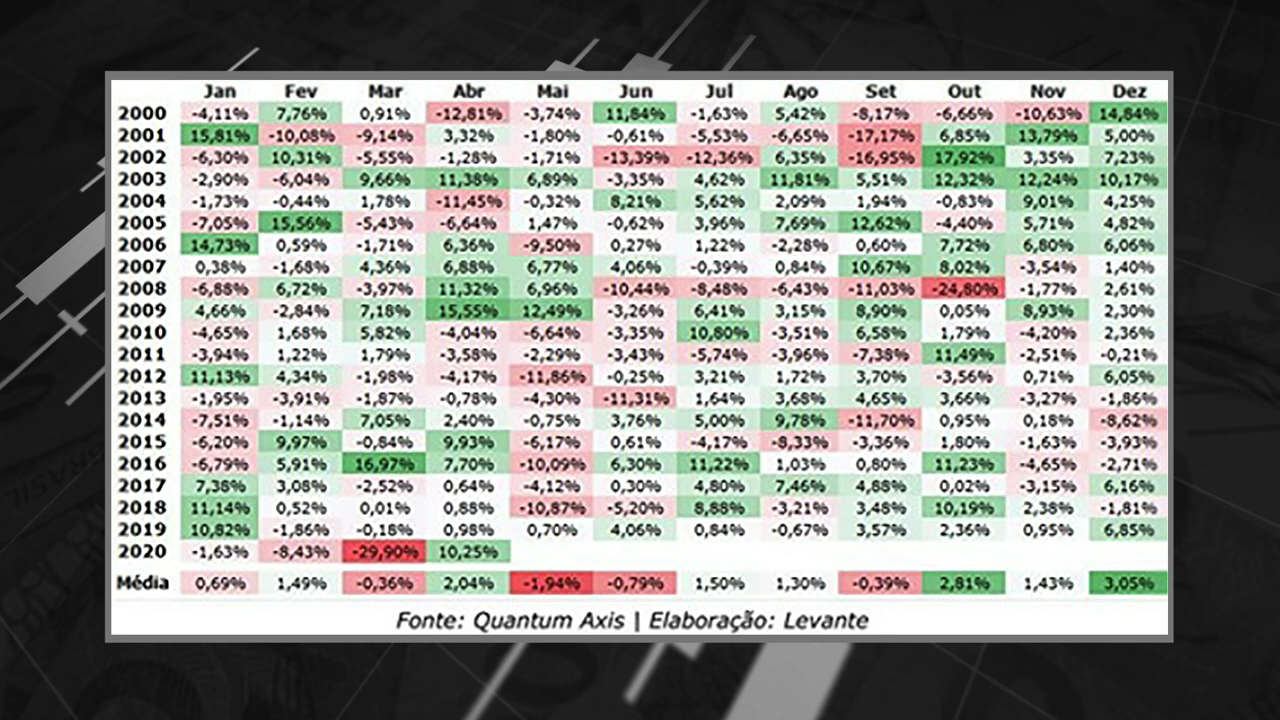 Jan Fev Mar Abr Mai Jun Jul Ago Set Out Nov Dez
2000 -4,11% 7,76% 0,91% -12,81% -3,74% 11,84% -1,63% 5,42% -8,17% -6,66% -10,63% 14,84%
2001 15,81% -10,08% -9,14% 3,32% -1,80% -0,61% -5,53% -6,65% -17,17% 6,85% 13,79% 5,00%
2002 -6,30% 10,31% -5,55% -1,28% -1,71% -13,39% -12,36% 6,35% -16,95% 17,92% 3,35% 7,23%
2003 -2,90% -6,04% 9,66% 11,38% 6,89% -3,35% 4,62% 11,81% 5,51% 12,32% 12,24% 10,17%
2004 -1,73% -0,44% 1,78% -11,45% -0,32% 8,21% 5,62% 2,09% 1,94% -0,83% 9,01% 4,25%
2005 -7,05% 15,56% -5,43% -6,64% 1,47% -0,62% 3,96% 7,69% 12,62% -4,40% 5,71% 4,82%
2006 14,73% 0,59% -1,71% 6,36% -9,50% 0,27% 1,22% -2,28% 0,60% 7,72% 6,80% 6,06%
2007 0,38% -1,68% 4,36% 6,88% 6,77% 4,06% -0,39% 0,84% 10,67% 8,02% -3,54% 1,40%
2008 -6,88% 6,72% -3,97% 11,32% 6,96% -10,44% -8,48% -6,43% -11,03% -24,80% -1,77% 2,61%
2009 4,66% -2,84% 7,18% 15,55% 12,49% -3,26% 6,41% 3,15% 8,90% 0,05% 8,93% 2,30%
2010 -4,65% 1,68% 5,82% -4,04% -6,64% -3,35% 10,80% -3,51% 6,58% 1,79% -4,20% 2,36%
2011 -3,94% 1,22% 1,79% -3,58% -2,29% -3,43% -5,74% -3,96% -7,38% 11,49% -2,51% -0,21%
2012 11,13% 4,34% -1,98% -4,17% -11,86% -0,25% 3,21% 1,72% 3,70% -3,56% 0,71% 6,05%
2013 -1,95% -3,91% -1,87% -0,78% -4,30% -11,31% 1,64% 3,68% 4,65% 3,66% -3,27% -1,86%
2014 -7,51% -1,14% 7,05% 2,40% -0,75% 3,76% 5,00% 9,78% -11,70% 0,95% 0,18% -8,62%
2015 -6,20% 9,97% -0,84% 9,93% -6,17% 0,61% -4,17% -8,33% -3,36% 1,80% -1,63% -3,93%
2016 -6,79% 5,91% 16,97% 7,70% -10,09% 6,30% 11,22% 1,03% 0,80% 11,23% -4,65% -2,71%
2017 7,38% 3,08% -2,52% 0,64% -4,12% 0,30% 4,80% 7,46% 4,88% 0,02% -3,15% 6,16%
2018 11,14% 0,52% 0,01% 0,88% -10,87% -5,20% 8,88% -3,21% 3,48% 10,19% 2,38% -1,81%
2019 10,82% -1,86% -0,18% 0,98% 0,70% 4,06% 0,84% -0,67% 3,57% 2,36% 0,95% 6,85%
2020 -1,63% -8,43% -29,90% 10,25%
Média 0,69% 1,49% -0,36% 2,04% -1,94% -0,79% 1,50% 1,30% -0,39% 2,81% 1,43% 3,05%
Fonte: Quantum Axis | Elaboração: Levante